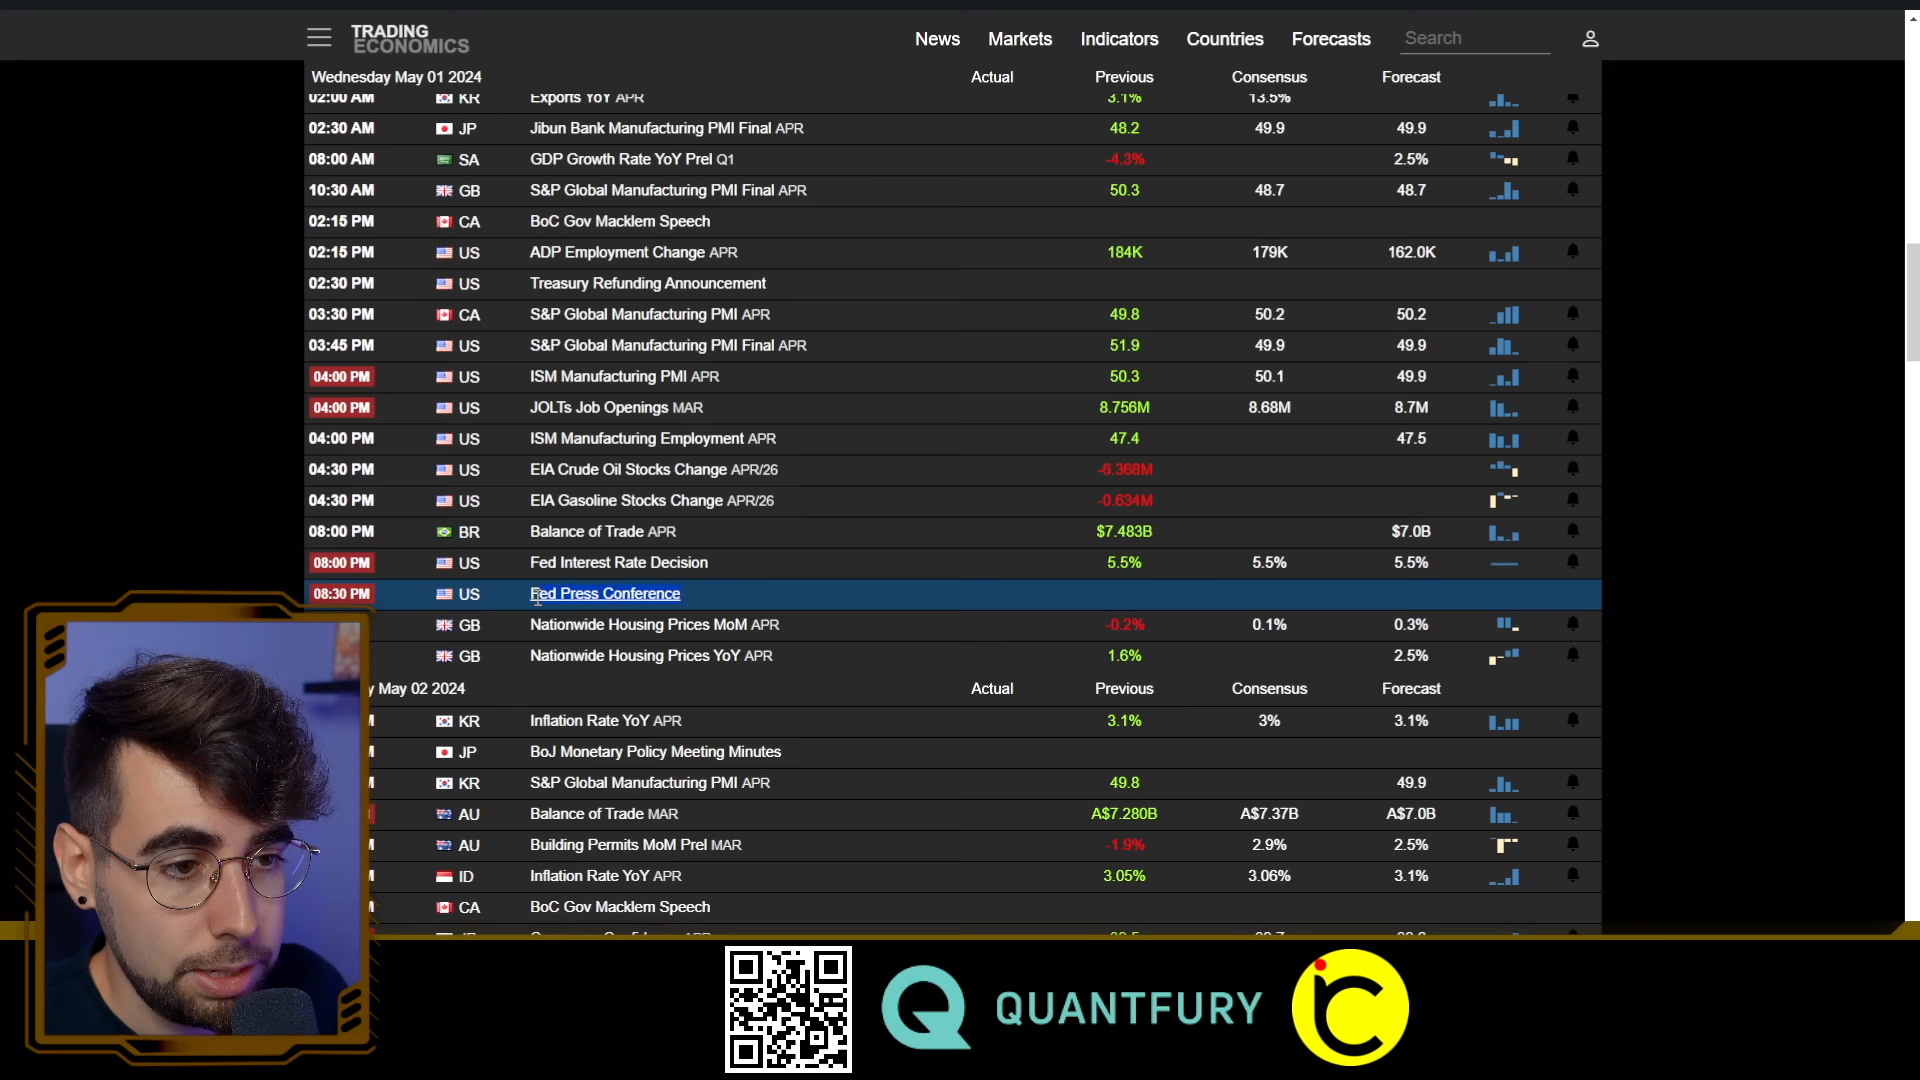 TRADING
ECONOMICS
News Markets Indicators Countries Forecasts Search
Wednesday May 01 2024 Actual Previous Consensus Forecast
02:00 AM KR Exports YoY APR 3.1% 13.5%
02:30 AM JP Jibun Bank Manufacturing PMI Final APR 48.2 49.9 49.9
08:00 AM SA GDP Growth Rate YoY Prel Q1 -4.3% 2.5%
10:30 AM GB S&P Global Manufacturing PMI Final APR 50.3 48.7 48.7
02:15 PM CA BoC Gov Macklem Speech
02:15 PM US ADP Employment Change APR 184K 179K 162.0K
02:30 PM US Treasury Refunding Announcement
03:30 PM CA S&P Global Manufacturing PMI APR 49.8 50.2 50.2
03:45 PM US S&P Global Manufacturing PMI Final APR 51.9 49.9 49.9
04:00 PM US ISM Manufacturing PMI APR 50.3 50.1 49.9
04:00 PM US JOLTs Job Openings MAR 8.756M 8.68M 8.7M
04:00 PM US ISM Manufacturing Employment APR 47.4 47.5
04:30 PM US EIA Crude Oil Stocks Change APR/26 -6.368M
04:30 PM US EIA Gasoline Stocks Change APR/26 -0.634M
08:00 PM BR Balance of Trade APR $7.483B $7.0B
08:00 PM US Fed Interest Rate Decision 5.5% 5.5% 5.5%
08:30 PM US Fed Press Conference
GB Nationwide Housing Prices MoM APR -0.2% 0.1% 0.3%
GB Nationwide Housing Prices YoY APR 1.6% 2.5%
y May 02 2024 Actual Previous Consensus Forecast
KR Inflation Rate YoY APR 3.1% 3% 3.1%
JP BoJ Monetary Policy Meeting Minutes
KR S&P Global Manufacturing PMI APR 49.8 49.9
AU Balance of Trade MAR A$7.280B A$7.37B A$7.0B
AU Building Permits MoM Prel MAR -1.9% 2.9% 2.5%
ID Inflation Rate YoY APR 3.05% 3.06% 3.1%
CA BoC Gov Macklem Speech
QUANTFURY